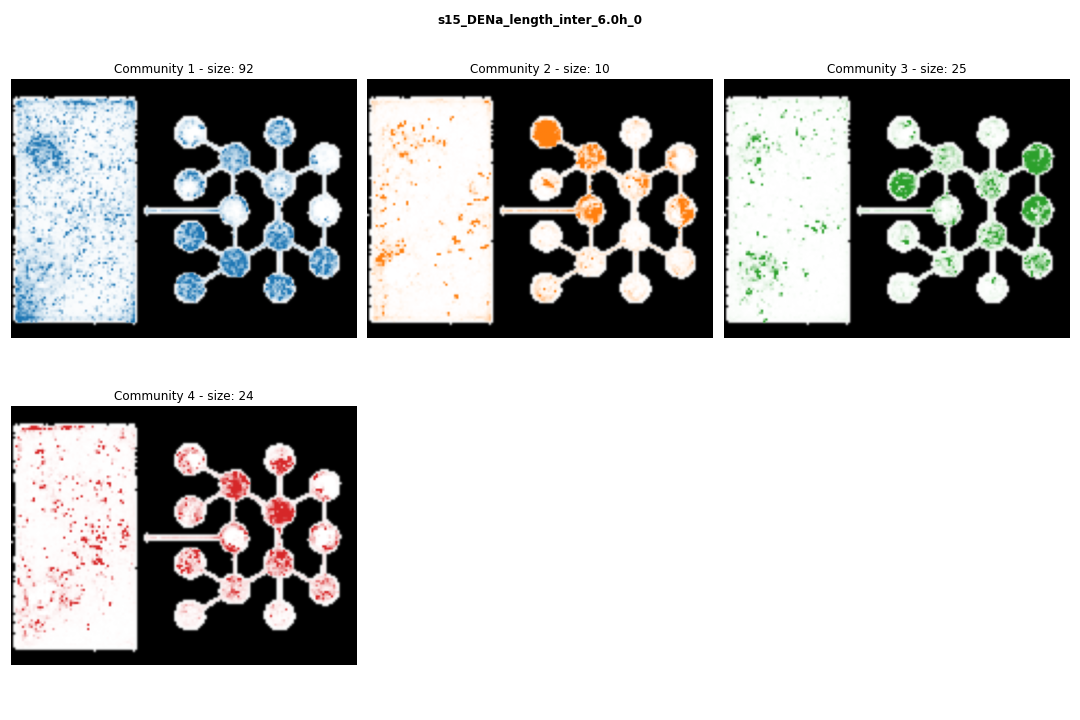 s15_DENa_length_inter_6.0h_0
Community 1 - size: 92
Community 2 - size: 10
Community 3 - size: 25
Community 4 - size: 24